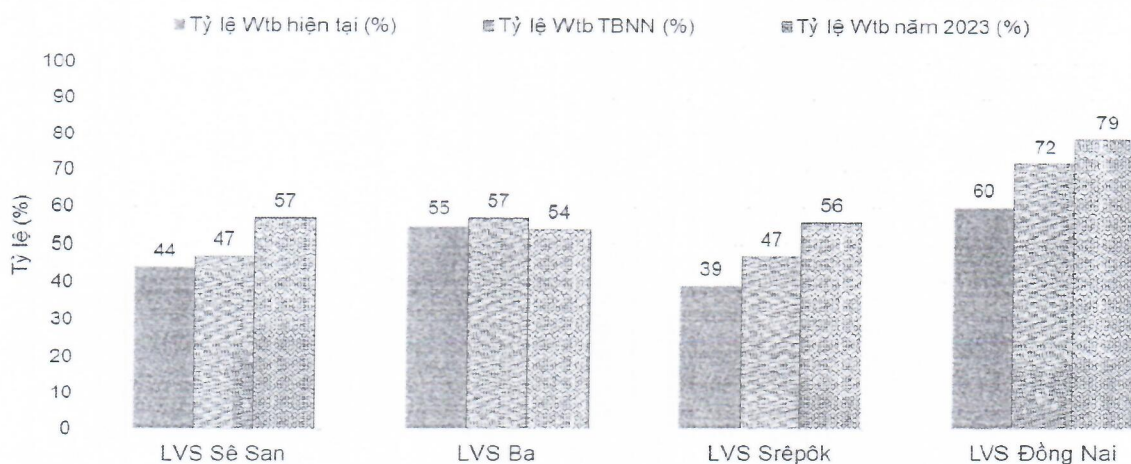 Tỷ lệ Wtb hiện tại (%) Tỷ lệ Wtb TBNN (%) Tỷ lệ Wtb năm 2023 (%)
Tỷ lệ (%)
100
90
80
70
60
50
40
30
20
10
0
44 47 57
55 57 54
39 47 56
60 72 79
LVS Sê San LVS Ba LVS Srêpôk LVS Đồng Nai